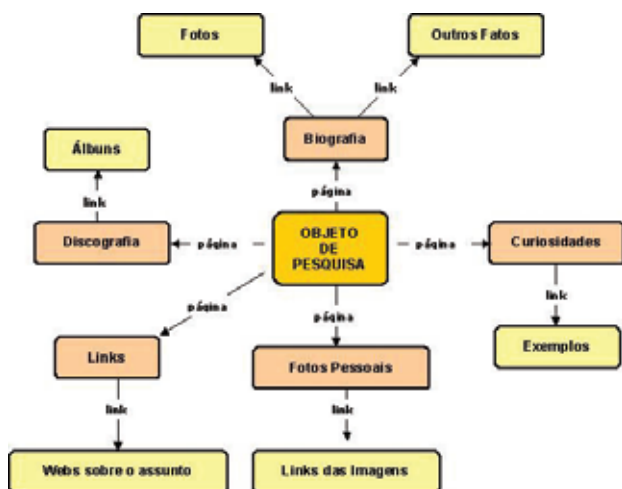 Fotos
Outros Fatos
link
link
Biografia
Álbuns
link
página
Discografia
página
OBJETO
DE
PESQUISA
página
Curiosidades
página
página
link
Links
Fotos Pessoais
Exemplos
link
link
Webs sobre o assunto
Links das Imagens